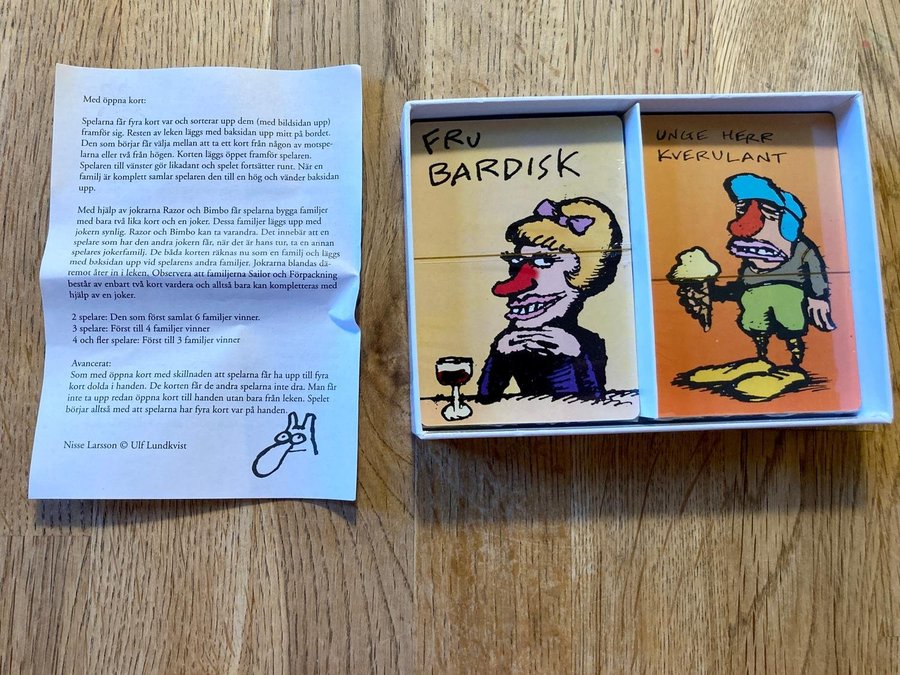 Med öppna kort:
Spelarna får fyra kort var och sorterar upp dem (med bildsidan upp)
framför sig. Resten av leken läggs med baksidan upp mitt på bordet.
Den som börjar får välja mellan att ta ett kort från någon av motspe-
larna eller två från högen. Korten läggs öppet framför spelaren.
Spelaren till vänster gör likadant och spelet fortsätter runt. När en
familj är komplett samlar spelaren den till en hög och vänder baksidan
upp.
Med hjälp av jokrarna Razor och Bimbo får spelarna bygga familjer
med bara två lika kort och en joker. Dessa familjer läggs upp med
jokern synlig. Razor och Bimbo kan ta varandra. Det innebär att en
spelare som har den andra jokern får, när det är hans tur, ta en annan
spelares jokerfamilj. De båda korten räknas nu som en familj och läggs
med baksidan upp vid spelarens andra familjer. Jokrarna blandas dä-
remot åter in i leken. Observera att familjerna Sailor och Förpackning
består av enbart två kort vardera och alltså bara kan kompletteras med
hjälp av en joker.
2 spelare: Den som först samlat 6 familjer vinner.
3 spelare: Först till 4 familjer vinner
4 och fler spelare: Först till 3 familjer vinner
Avancerat:
Som med öppna kort med skillnaden att spelarna får ha upp till fyra
kort dolda i handen. De korten får de andra spelarna inte dra. Man får
inte ta upp redan öppna kort till handen utan bara från leken. Spelet
börjar alltså med att spelarna har fyra kort var på handen.
Nisse Larsson © Ulf Lundkvist
FRU
BARDISK
UNGE HERR
KVERULANT